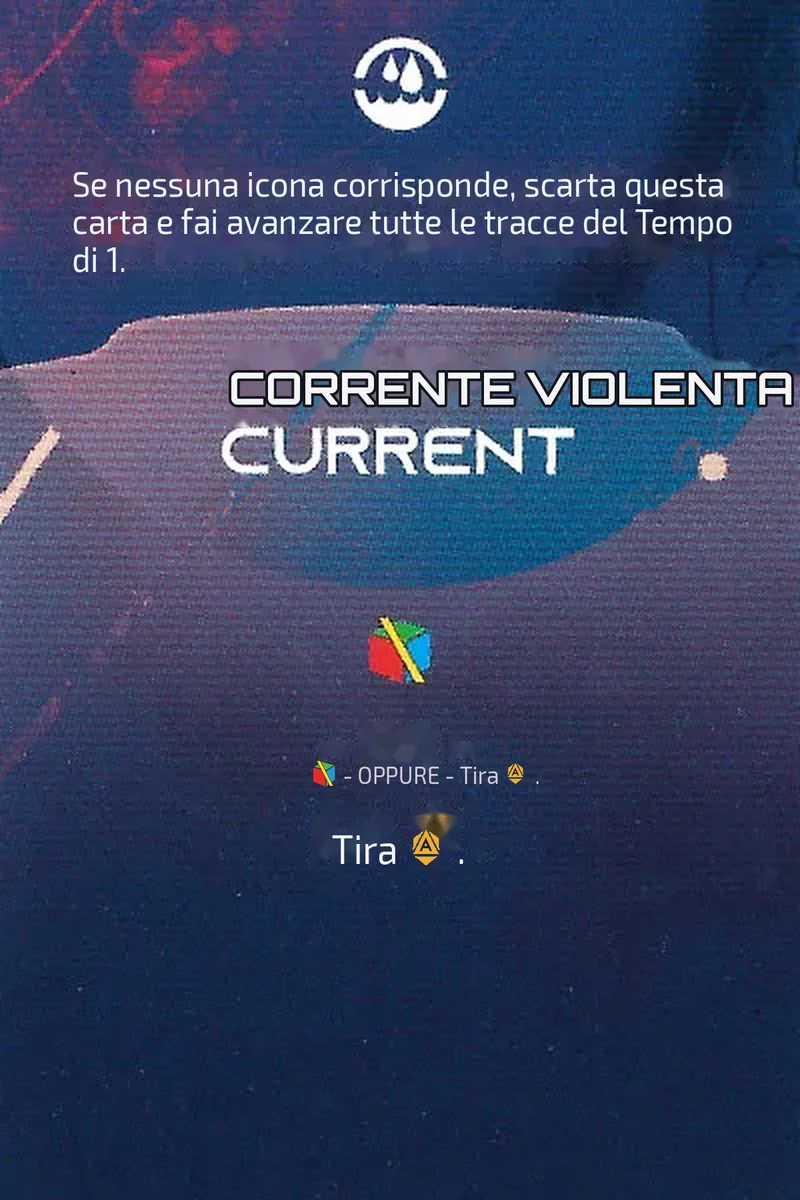 Se nessuna icona corrisponde, scarta questa
carta e fai avanzare tutte le tracce del Tempo
di 1.
CORRENTE VIOLENTA
CURRENT
- OPPURE - Tira .
Tira .